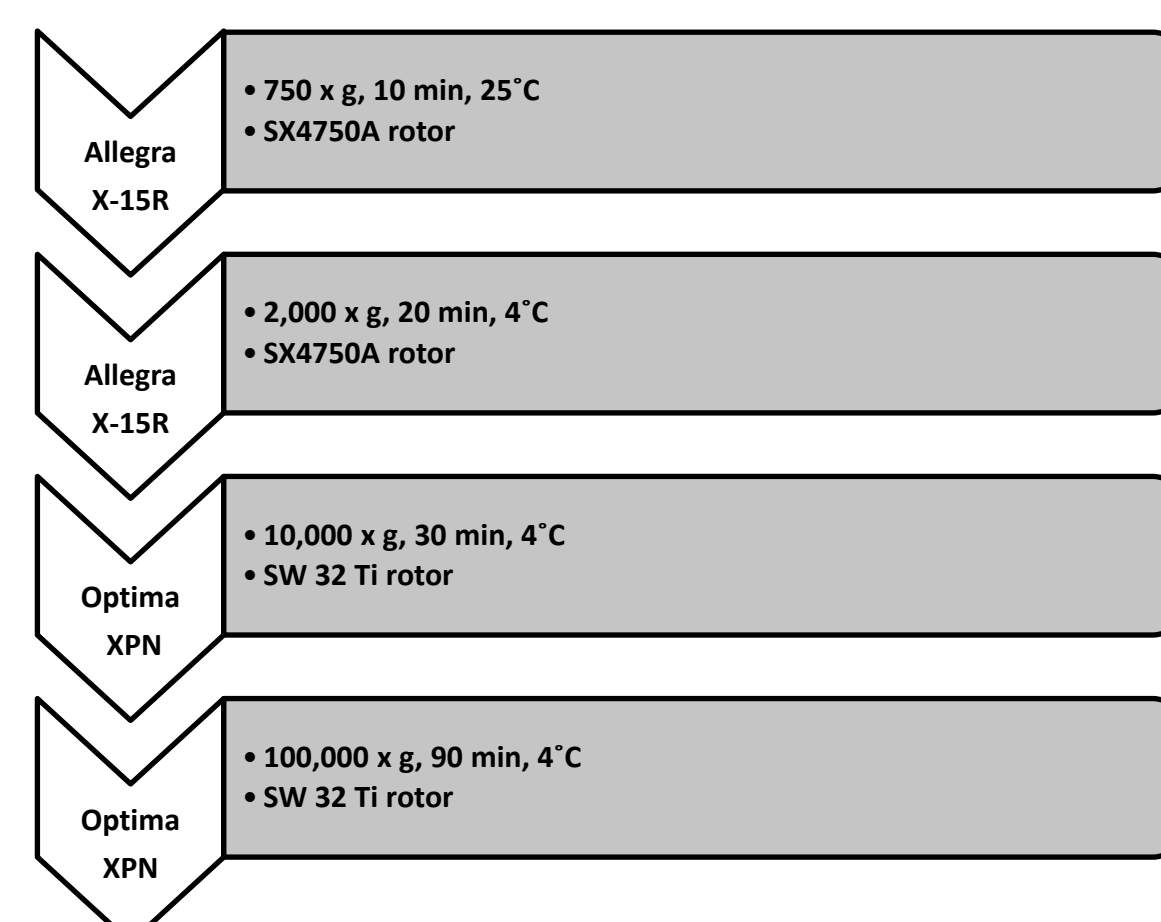 Allegra
X-15R
• 750 x g, 10 min, 25˚C
• SX4750A rotor
Allegra
X-15R
• 2,000 x g, 20 min, 4˚C
• SX4750A rotor
Optima
XPN
• 10,000 x g, 30 min, 4˚C
• SW 32 Ti rotor
Optima
XPN
• 100,000 x g, 90 min, 4˚C
• SW 32 Ti rotor